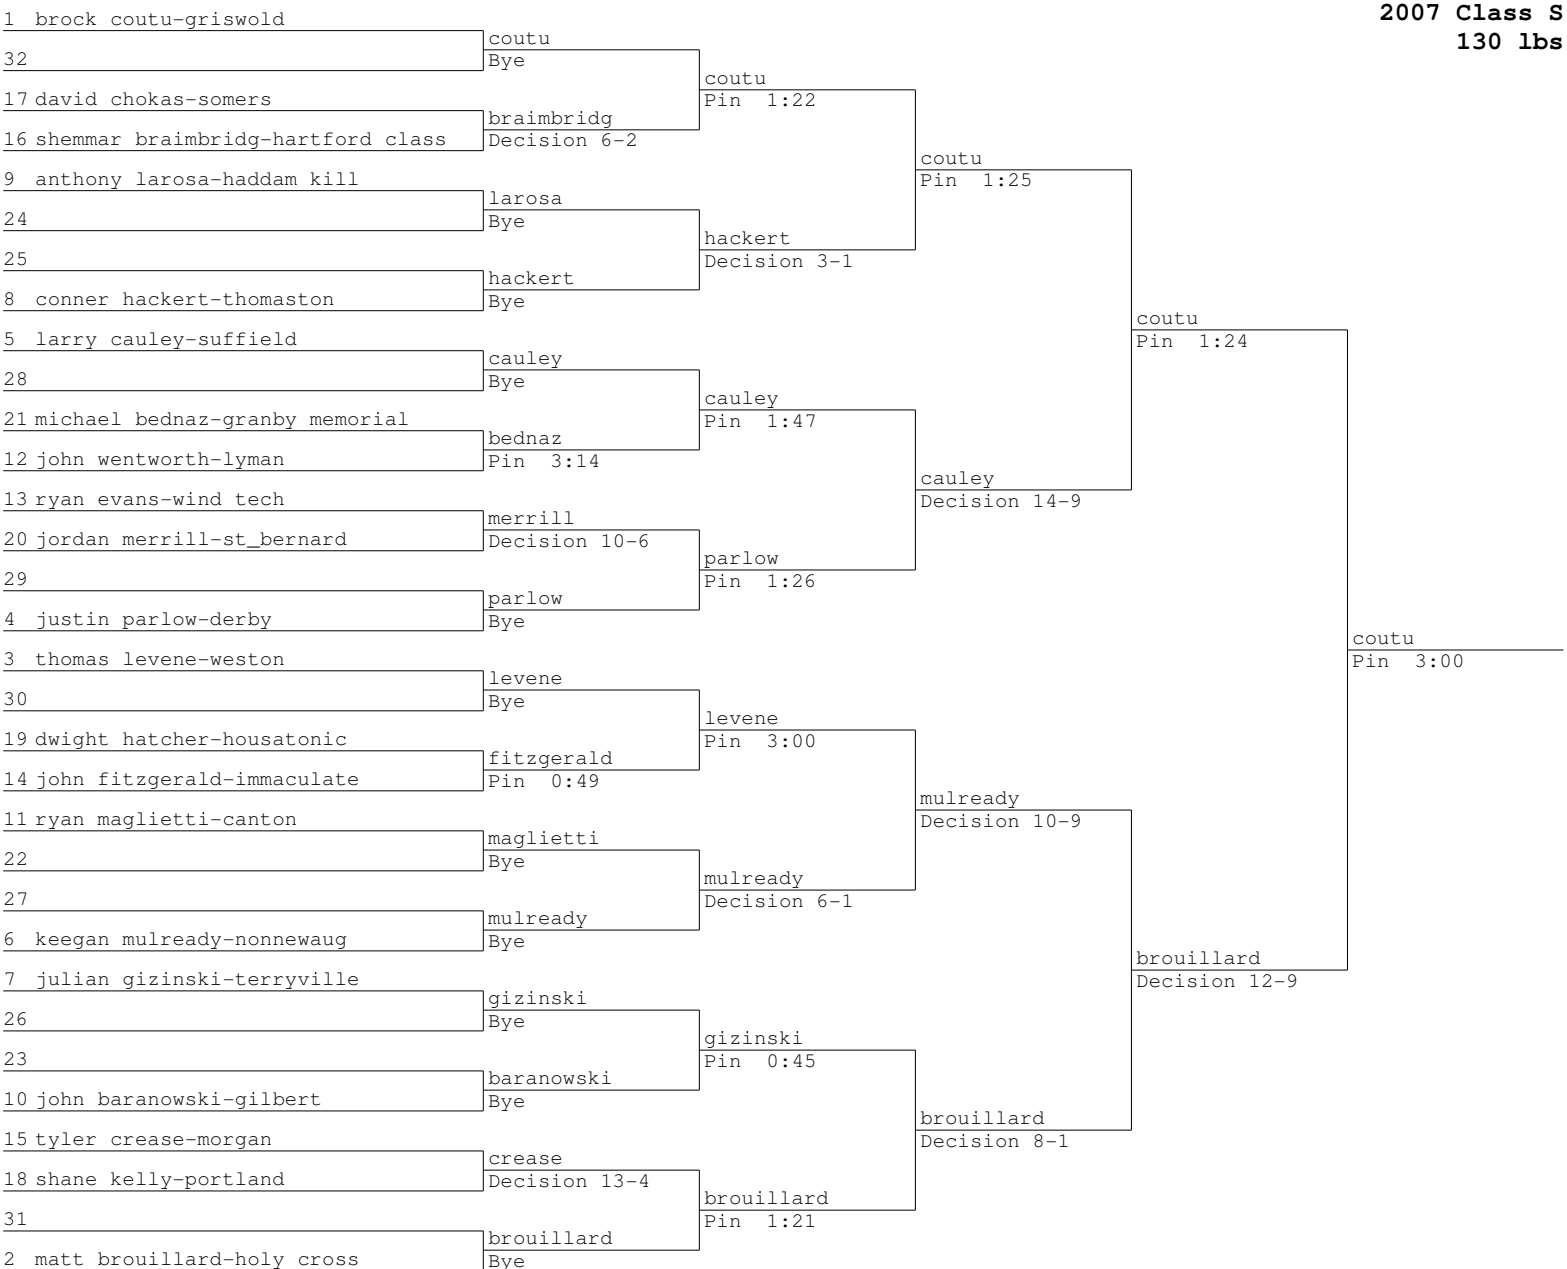 2007 Class S
130 lbs
1 brock coutu-griswold
32
17 david chokas-somers
16 shemmar braimbridg-hartford class
9 anthony larosa-haddam kill
24
25
8 conner hackert-thomaston
5 larry cauley-suffield
28
21 michael bednaz-granby memorial
12 john wentworth-lyman
13 ryan evans-wind tech
20 jordan merrill-st_bernard
29
4 justin parlow-derby
3 thomas levene-weston
30
19 dwight hatcher-housatonic
14 john fitzgerald-immaculate
11 ryan maglietti-canton
22
27
6 keegan mulready-nonnewaug
7 julian gizinski-terryville
26
23
10 john baranowski-gilbert
15 tyler crease-morgan
18 shane kelly-portland
31
2 matt brouillard-holy cross
coutu
Bye
braimbridg
Decision 6-2
larosa
Bye
hackert
Bye
cauley
Bye
bednaz
Pin 3:14
merrill
Decision 10-6
parlow
Bye
levene
Bye
fitzgerald
Pin 0:49
maglietti
Bye
mulready
Bye
gizinski
Bye
baranowski
Bye
crease
Decision 13-4
brouillard
Bye
coutu
Pin 1:22
hackert
Decision 3-1
cauley
Pin 1:47
parlow
Pin 1:26
levene
Pin 3:00
mulready
Decision 6-1
gizinski
Pin 0:45
brouillard
Pin 1:21
coutu
Pin 1:25
cauley
Decision 14-9
mulready
Decision 10-9
brouillard
Decision 8-1
coutu
Pin 1:24
brouillard
Decision 12-9
coutu
Pin 3:00